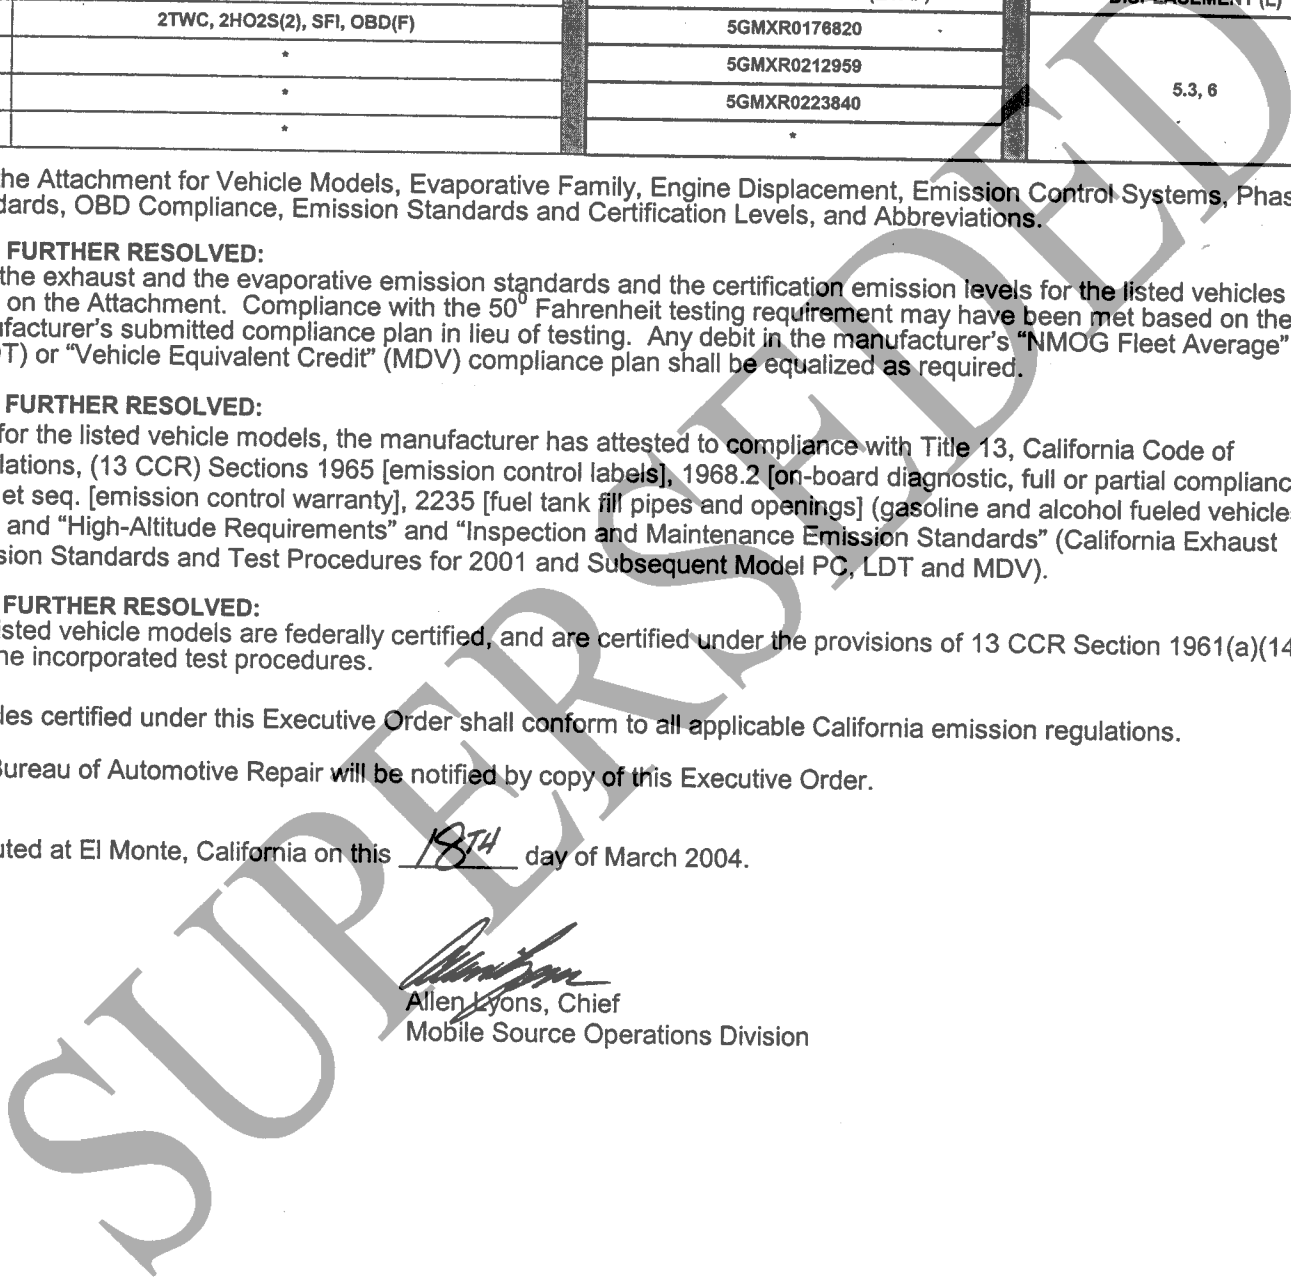 DISPLACEMENT (L)
2TWC, 2HO2S(2), SFI, OBD(F)
5GMXR0176820
*
5GMXR0212959
*
5GMXR0223840
5.3, 6
*
*
he Attachment for Vehicle Models, Evaporative Family, Engine Displacement, Emission Control Systems, Phas
dards, OBD Compliance, Emission Standards and Certification Levels, and Abbreviations.
FURTHER RESOLVED:
the exhaust and the evaporative emission standards and the certification emission levels for the listed vehicles
on the Attachment. Compliance with the 50⁰ Fahrenheit testing requirement may have been met based on the
ufacturer's submitted compliance plan in lieu of testing. Any debit in the manufacturer's "NMOG Fleet Average"
DT) or "Vehicle Equivalent Credit" (MDV) compliance plan shall be equalized as required.
FURTHER RESOLVED:
for the listed vehicle models, the manufacturer has attested to compliance with Title 13, California Code of
lations, (13 CCR) Sections 1965 [emission control labels], 1968.2 [on-board diagnostic, full or partial complianc
et seq. [emission control warranty], 2235 [fuel tank fill pipes and openings] (gasoline and alcohol fueled vehicle
and "High-Altitude Requirements" and "Inspection and Maintenance Emission Standards" (California Exhaust
sion Standards and Test Procedures for 2001 and Subsequent Model PC, LDT and MDV).
FURTHER RESOLVED:
isted vehicle models are federally certified, and are certified under the provisions of 13 CCR Section 1961(a)(14
he incorporated test procedures.
les certified under this Executive Order shall conform to all applicable California emission regulations.
Bureau of Automotive Repair will be notified by copy of this Executive Order.
uted at El Monte, California on this 18TH day of March 2004.
Allen Lyons, Chief
Mobile Source Operations Division
SUPERSEDED